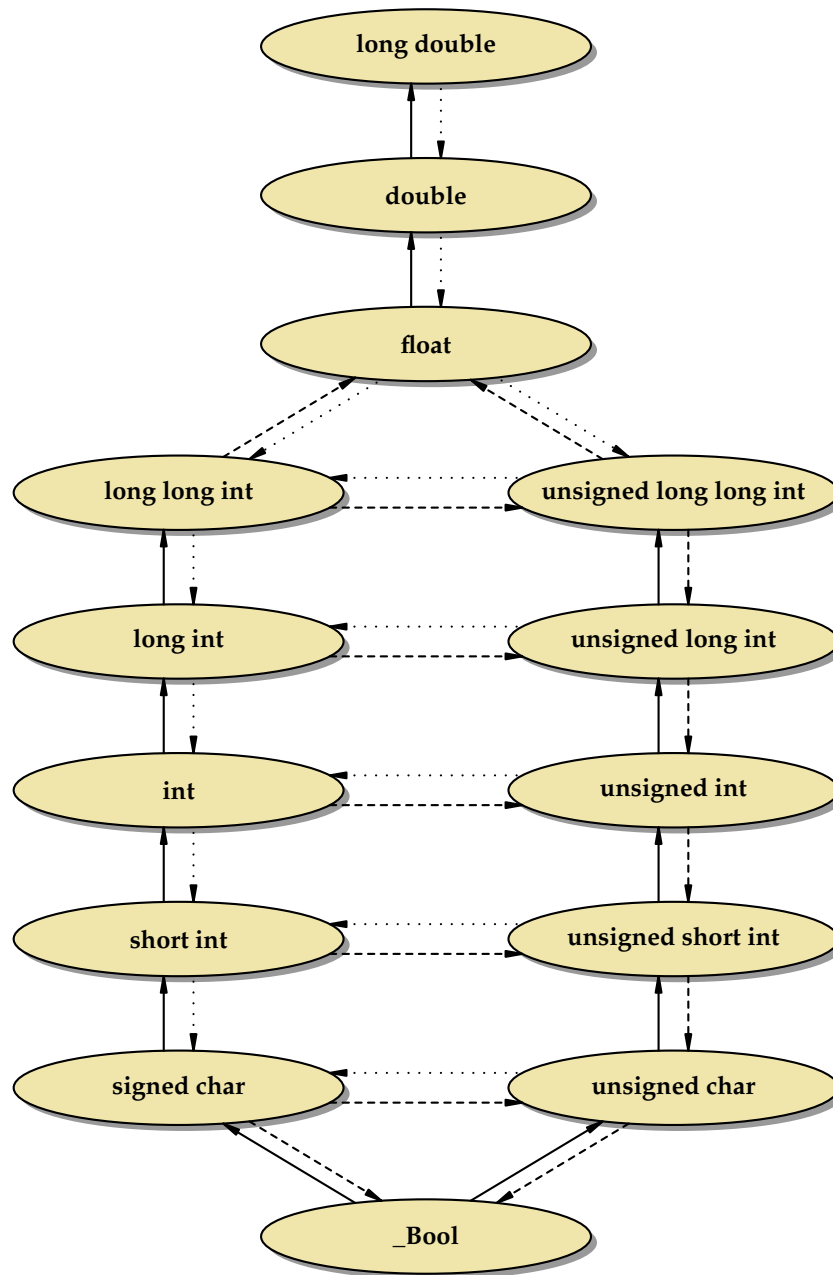 long double
double
float
long long int
unsigned long long int
long int
unsigned long int
int
unsigned int
short int
unsigned short int
signed char
unsigned char
_Bool